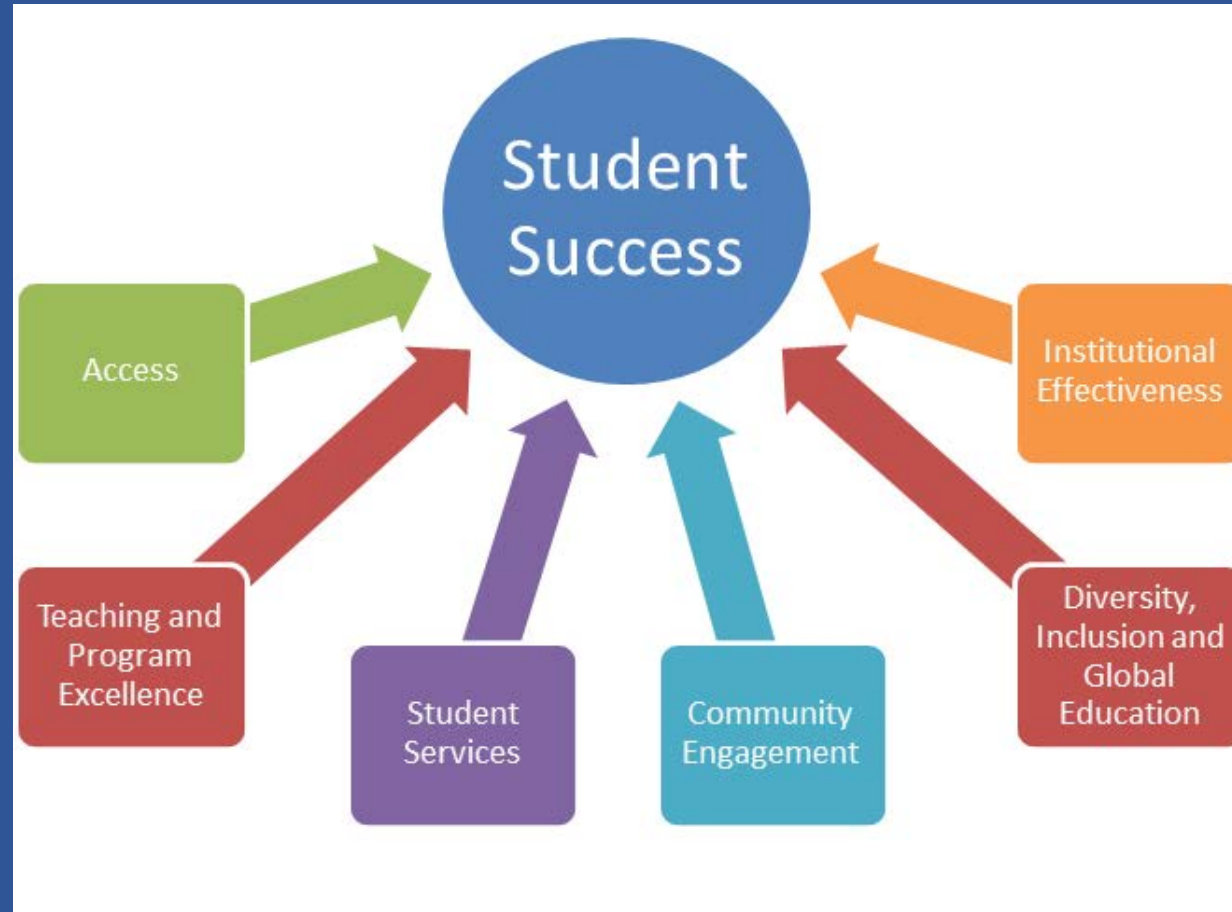 Student
Success
Access
Institutional
Effectiveness
Teaching and
Program
Excellence
Student
Services
Community
Engagement
Diversity,
Inclusion and
Global
Education